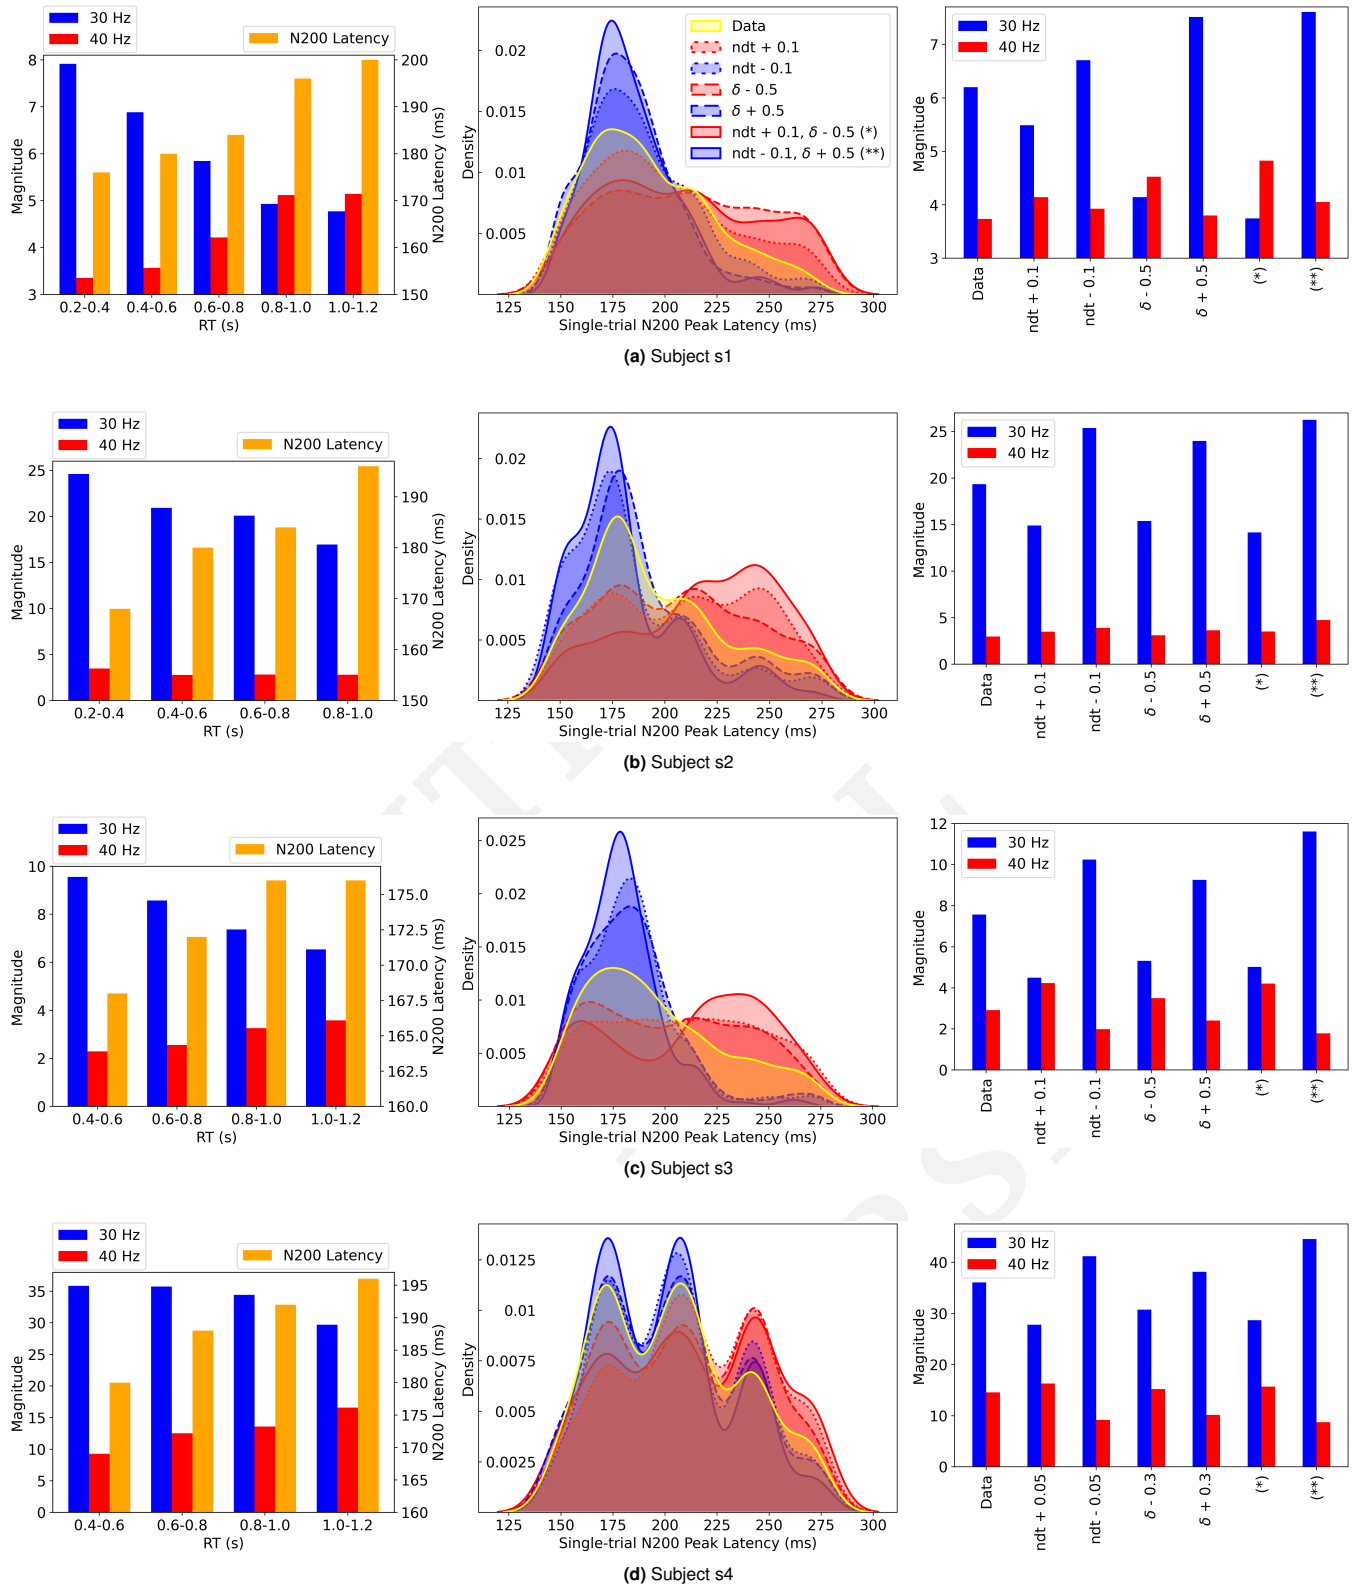 30 Hz
40 Hz
N200 Latency
Magnitude
8
7
6
5
4
3
200
190
180
170
160
150
N200 Latency (ms)
0.2-0.4 0.4-0.6 0.6-0.8 0.8-1.0 1.0-1.2
RT (s)
Data
ndt + 0.1
ndt - 0.1
δ - 0.5
δ + 0.5
ndt + 0.1, δ - 0.5 (*)
ndt - 0.1, δ + 0.5 (**)
Density
0.02
0.015
0.01
0.005
125 150 175 200 225 250 275 300
Single-trial N200 Peak Latency (ms)
30 Hz
40 Hz
Magnitude
7
6
5
4
3
Data ndt + 0.1 ndt - 0.1 δ - 0.5 δ + 0.5 (*) (**)
(a) Subject s1
30 Hz
40 Hz
N200 Latency
Magnitude
25
20
15
10
5
0
190
180
170
160
150
N200 Latency (ms)
0.2-0.4 0.4-0.6 0.6-0.8 0.8-1.0
RT (s)
Density
0.02
0.015
0.01
0.005
125 150 175 200 225 250 275 300
Single-trial N200 Peak Latency (ms)
30 Hz
40 Hz
Magnitude
25
20
15
10
5
0
Data ndt + 0.1 ndt - 0.1 δ - 0.5 δ + 0.5 (*) (**)
(b) Subject s2
30 Hz
40 Hz
N200 Latency
Magnitude
10
8
6
4
2
0
175.0
172.5
170.0
167.5
165.0
162.5
160.0
N200 Latency (ms)
0.4-0.6 0.6-0.8 0.8-1.0 1.0-1.2
RT (s)
Density
0.025
0.02
0.015
0.01
0.005
125 150 175 200 225 250 275 300
Single-trial N200 Peak Latency (ms)
30 Hz
40 Hz
Magnitude
12
10
8
6
4
2
0
Data ndt + 0.1 ndt - 0.1 δ - 0.5 δ + 0.5 (*) (**)
(c) Subject s3
30 Hz
40 Hz
N200 Latency
Magnitude
35
30
25
20
15
10
5
0
195
190
185
180
175
170
165
160
N200 Latency (ms)
0.4-0.6 0.6-0.8 0.8-1.0 1.0-1.2
RT (s)
Density
0.0125
0.01
0.0075
0.005
0.0025
125 150 175 200 225 250 275 300
Single-trial N200 Peak Latency (ms)
30 Hz
40 Hz
Magnitude
40
30
20
10
0
Data ndt + 0.05 ndt - 0.05 δ - 0.3 δ + 0.3 (*) (**)
(d) Subject s4